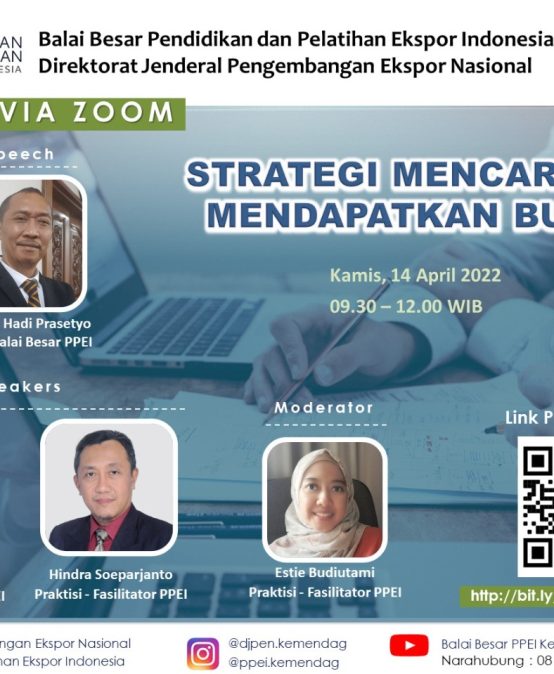 Balai Besar Pendidikan dan Pelatihan Ekspor Indonesia
Direktorat Jenderal Pengembangan Ekspor Nasional
VIA ZOOM
peech
STRATEGI MENCAR
MENDAPATKAN BU
Kamis, 14 April 2022
09.30 – 12.00 WIB
Hadi Prasetyo
alai Besar PPEI
eakers
Moderator
Link P
Hindra Soeparjanto
Praktisi - Fasilitator PPEI
Estie Budiutami
Praktisi - Fasilitator PPEI
http://bit.ly
ngan Ekspor Nasional
han Ekspor Indonesia
@djpen.kemendag
@ppei.kemendag
Balai Besar PPEI Ke
Narahubung : 08